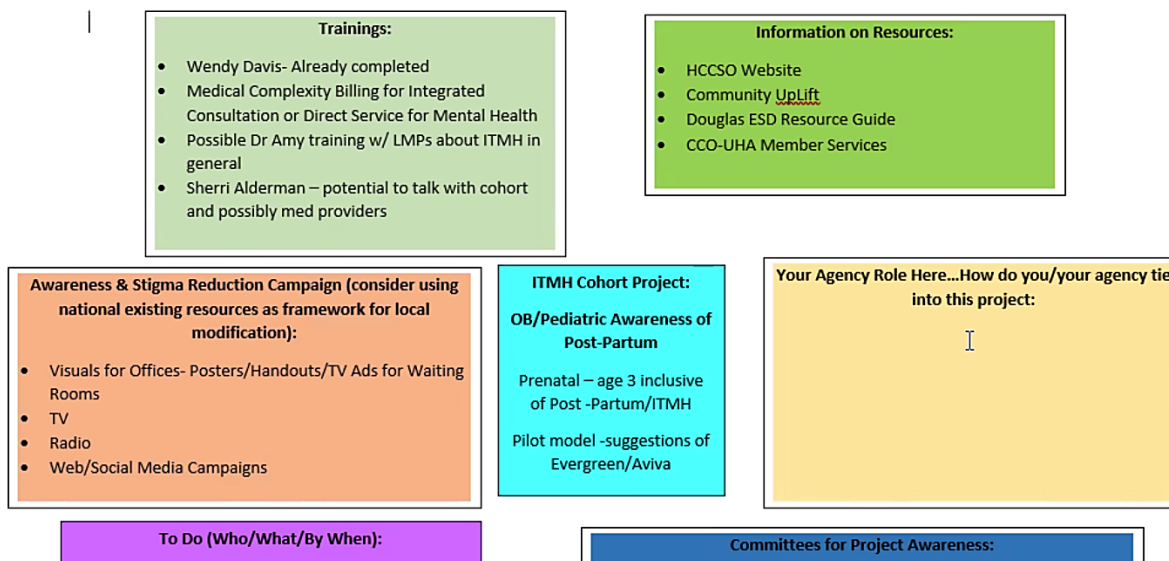 Trainings:
• Wendy Davis- Already completed
• Medical Complexity Billing for Integrated
Consultation or Direct Service for Mental Health
• Possible Dr Amy training w/ LMPs about ITMH in
general
• Sherri Alderman – potential to talk with cohort
and possibly med providers
Information on Resources:
• HCCSO Website
• Community UpLift
• Douglas ESD Resource Guide
• CCO-UHA Member Services
Awareness & Stigma Reduction Campaign (consider using
national existing resources as framework for local
modification):
• Visuals for Offices- Posters/Handouts/TV Ads for Waiting
Rooms
• TV
• Radio
• Web/Social Media Campaigns
ITMH Cohort Project:
OB/Pediatric Awareness of
Post-Partum
Prenatal – age 3 inclusive
of Post -Partum/ITMH
Pilot model -suggestions of
Evergreen/Aviva
Your Agency Role Here...How do you/your agency tie
into this project:
To Do (Who/What/By When):
Committees for Project Awareness: